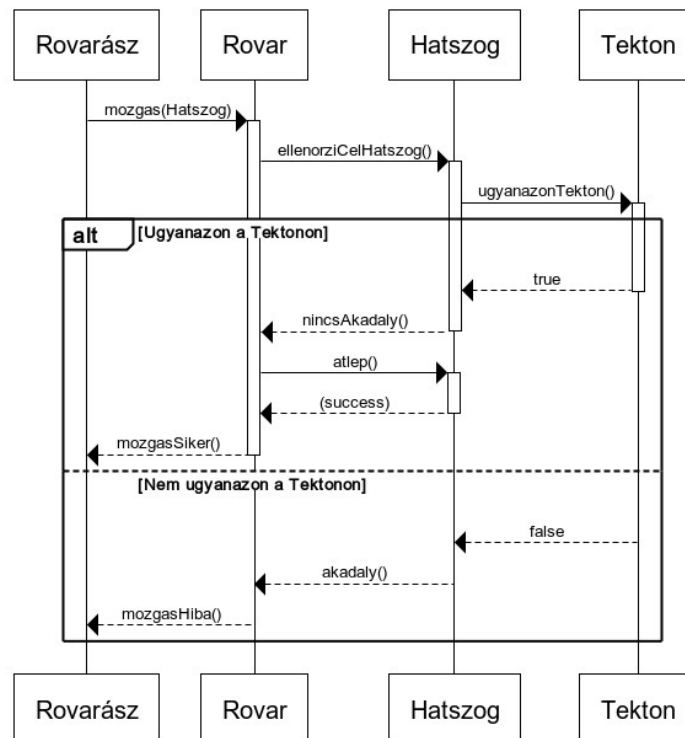 Rovarász Rovar Hatszog Tekton
mozgas(Hatszog)
ellenorziCelHatszog()
ugyanazonTekton()
alt [Ugyanazon a Tektonon]
true
nincsAkadaly()
atlep()
(success)
mozgasSiker()
[Nem ugyanazon a Tektonon]
false
akadaly()
mozgasHiba()
Rovarász Rovar Hatszog Tekton